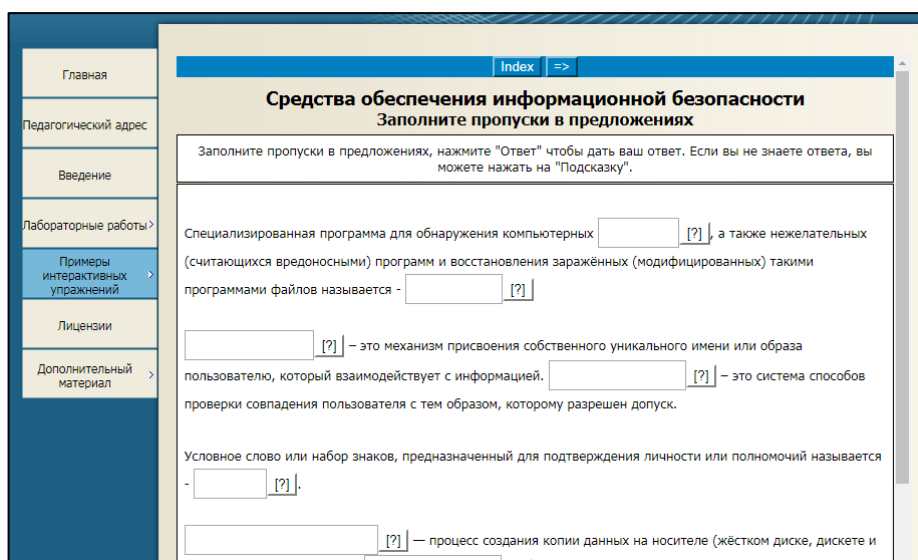 Главная
Педагогический адрес
Введение
Лабораторные работы >
Примеры
интерактивных >
упражнений
Лицензии
Дополнительный >
материал
Index =>
Средства обеспечения информационной безопасности
Заполните пропуски в предложениях
Заполните пропуски в предложениях, нажмите "Ответ" чтобы дать ваш ответ. Если вы не знаете ответа, вы
можете нажать на "Подсказку".
Специализированная программа для обнаружения компьютерных [?] , а также нежелательных
(считающихся вредоносными) программ и восстановления заражённых (модифицированных) такими
программами файлов называется - [?]
[?] – это механизм присвоения собственного уникального имени или образа
пользователю, который взаимодействует с информацией. [?] – это система способов
проверки совпадения пользователя с тем образом, которому разрешен допуск.
Условное слово или набор знаков, предназначенный для подтверждения личности или полномочий называется
- [?] .
[?] — процесс создания копии данных на носителе (жёстком диске, дискете и